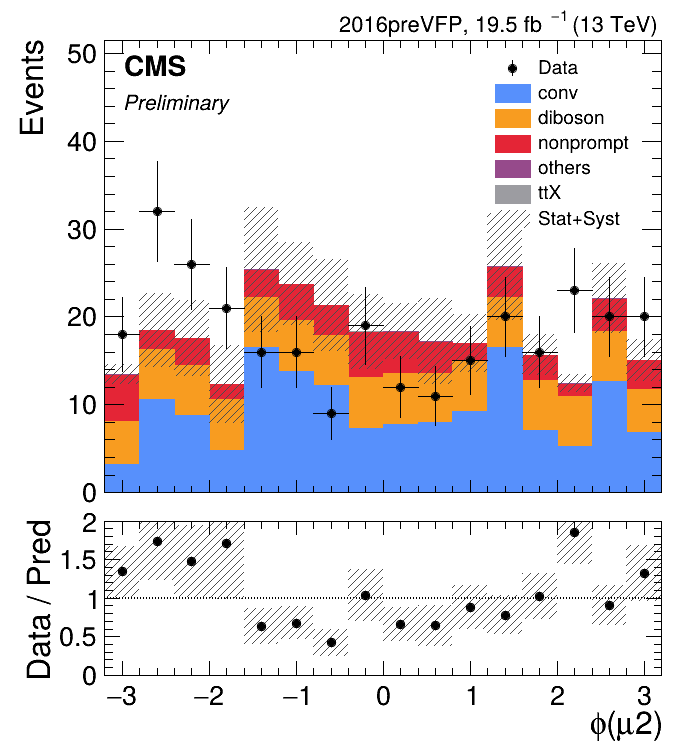 2016preVFP, 19.5 fb⁻¹ (13 TeV)
CMS
Preliminary
Data
conv
diboson
nonprompt
others
ttX
Stat+Syst
Events
50
40
30
20
10
0
Data / Pred
2
1.5
1
0.5
0
−3 −2 −1 0 1 2 3
ϕ(μ2)